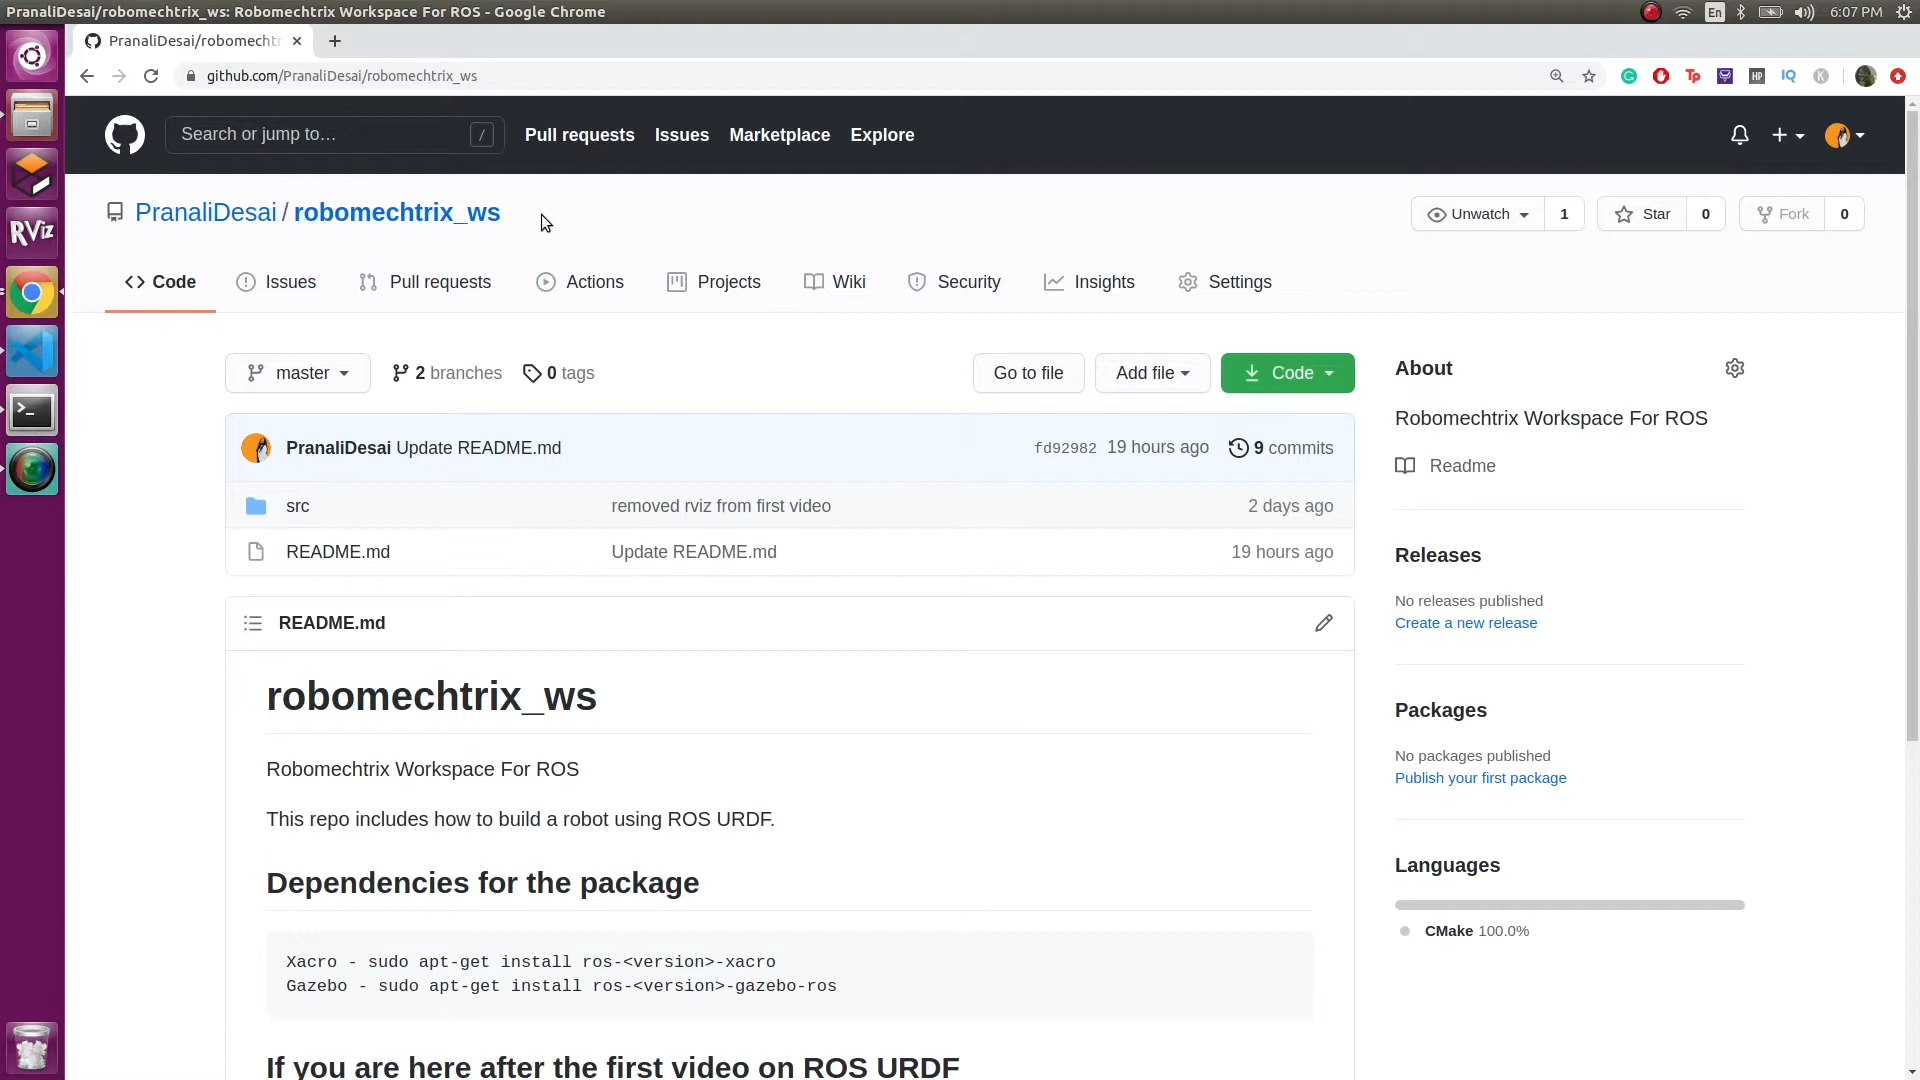 PranaliDesai/robomechtrix_ws: Robomechtrix Workspace For ROS - Google Chrome
En
6:07 PM
PranaliDesai/robomechtr
github.com/PranaliDesai/robomechtrix_ws
Tp
HP
IQ
K
Search or jump to…
/
Pull requests
Issues
Marketplace
Explore
RViz
PranaliDesai / robomechtrix_ws
Unwatch
1
Star
0
Fork
0
Code
Issues
Pull requests
Actions
Projects
Wiki
Security
Insights
Settings
master
2 branches
0 tags
Go to file
Add file
Code
PranaliDesai Update README.md
fd92982 19 hours ago
9 commits
src
removed rviz from first video
2 days ago
README.md
Update README.md
19 hours ago
README.md
robomechtrix_ws
Robomechtrix Workspace For ROS
This repo includes how to build a robot using ROS URDF.
Dependencies for the package
Xacro - sudo apt-get install ros-<version>-xacro
Gazebo - sudo apt-get install ros-<version>-gazebo-ros
If you are here after the first video on ROS URDF
About
Robomechtrix Workspace For ROS
Readme
Releases
No releases published
Create a new release
Packages
No packages published
Publish your first package
Languages
CMake 100.0%